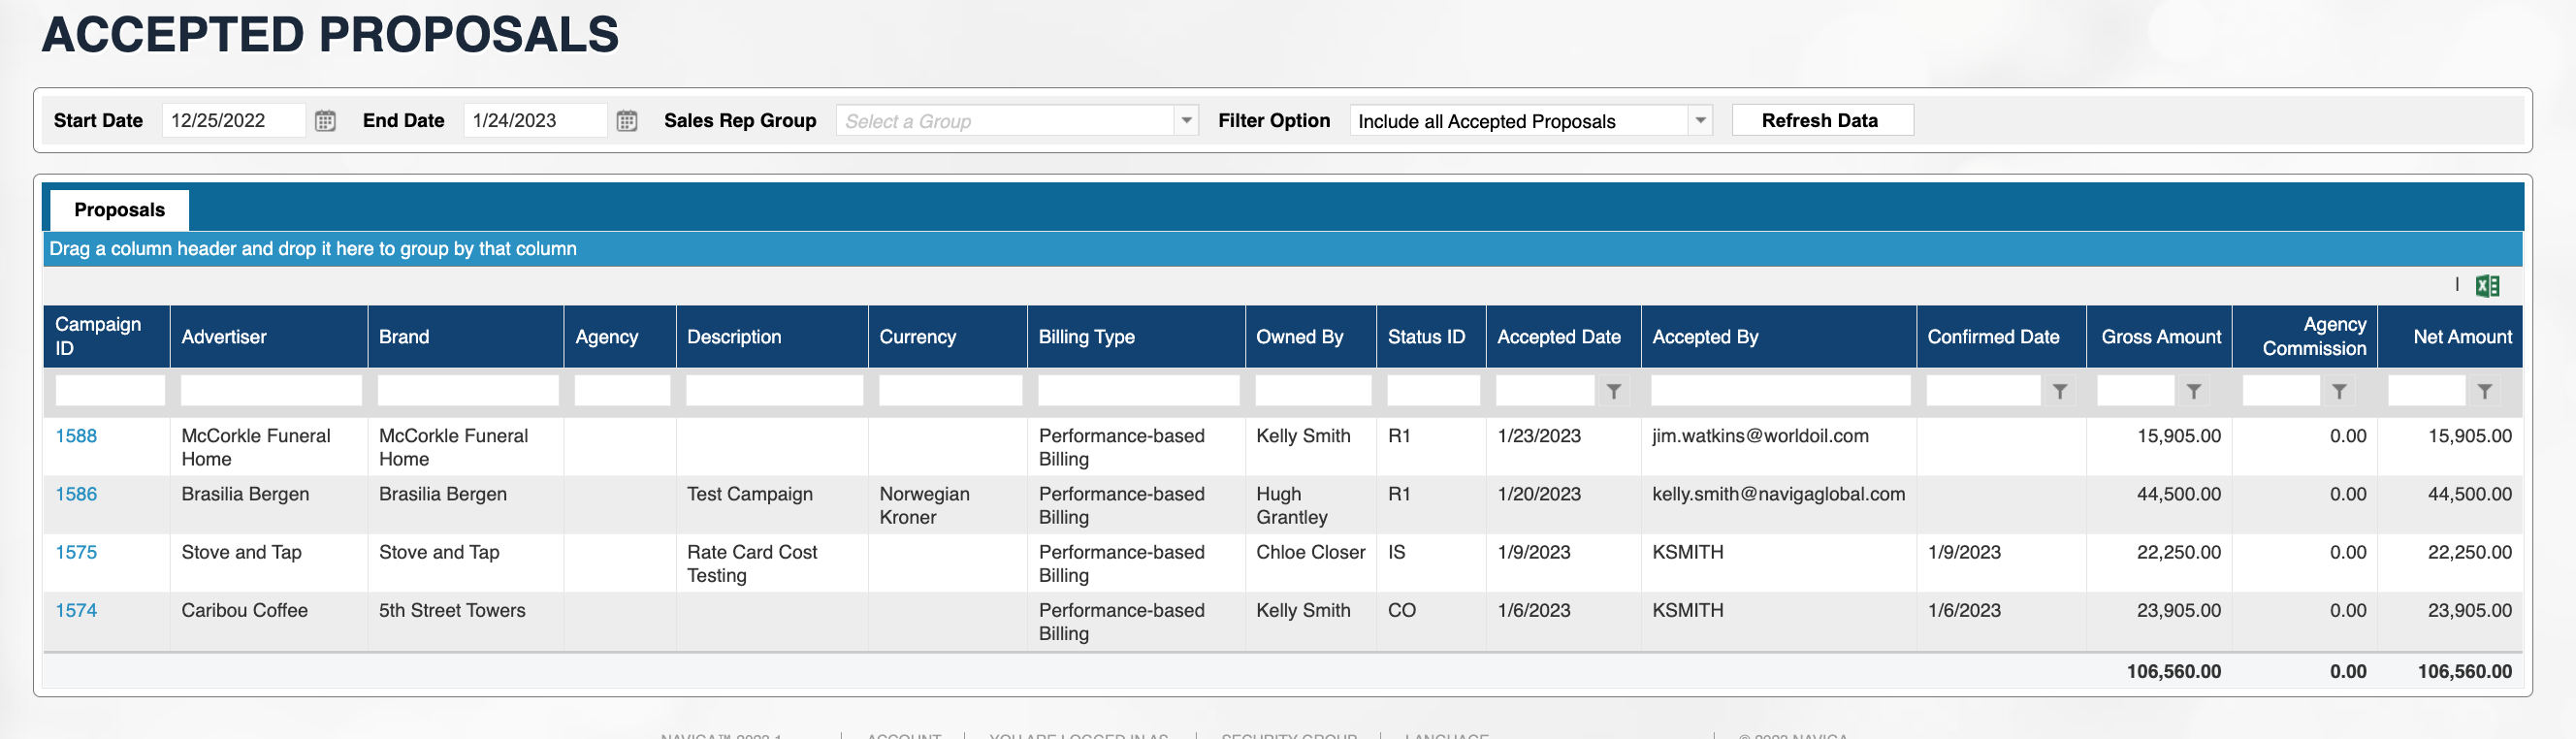 ACCEPTED PROPOSALS
Start Date 12/25/2022 End Date 1/24/2023 Sales Rep Group Select a Group Filter Option Include all Accepted Proposals Refresh Data
Proposals
Drag a column header and drop it here to group by that column
Campaign ID Advertiser Brand Agency Description Currency Billing Type Owned By Status ID Accepted Date Accepted By Confirmed Date Gross Amount Agency Commission Net Amount
1588 McCorkle Funeral Home McCorkle Funeral Home Performance-based Billing Kelly Smith R1 1/23/2023 jim.watkins@worldoil.com 15,905.00 0.00 15,905.00
1586 Brasilia Bergen Brasilia Bergen Test Campaign Norwegian Kroner Performance-based Billing Hugh Grantley R1 1/20/2023 kelly.smith@navigaglobal.com 44,500.00 0.00 44,500.00
1575 Stove and Tap Stove and Tap Rate Card Cost Testing Performance-based Billing Chloe Closer IS 1/9/2023 KSMITH 1/9/2023 22,250.00 0.00 22,250.00
1574 Caribou Coffee 5th Street Towers Performance-based Billing Kelly Smith CO 1/6/2023 KSMITH 1/6/2023 23,905.00 0.00 23,905.00
106,560.00 0.00 106,560.00
ACCOUNT YOU ARE LOGGED IN AS SECURITY GROUP LANGUAGE